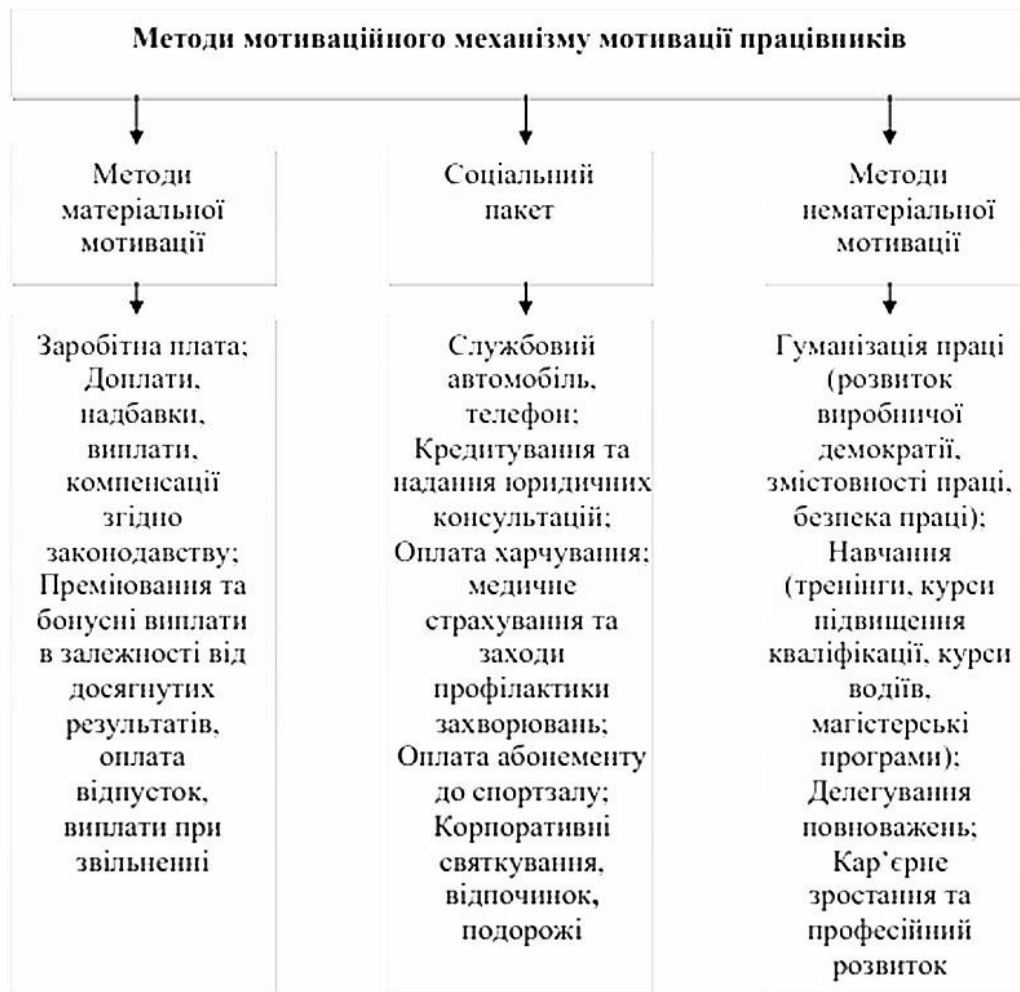 Методи мотиваційного механізму мотивації працівників
Методи
матеріальної
мотивації
Соціальний
пакет
Методи
нематеріальної
мотивації
Заробітна плата;
Доплати,
надбавки,
виплати,
компенсації
згідно
законодавству;
Преміювання та
бонусні виплати
в залежності від
досягнутих
результатів,
оплата
відпусток,
виплати при
звільненні
Службовий
автомобіль,
телефон;
Кредитування та
надання юридичних
консультацій;
Оплата харчування;
медичне
страхування та
заходи
профілактики
захворювань;
Оплата абонементу
до спортзалу;
Корпоративні
святкування,
відпочинок,
подорожі
Гуманізація праці
(розвиток
виробничої
демократії,
змістовності праці,
безпека праці);
Навчання
(тренінги, курси
підвищення
кваліфікації, курси
водіїв,
магістерські
програми);
Делегування
повноважень;
Кар’єрне
зростання та
професійний
розвиток